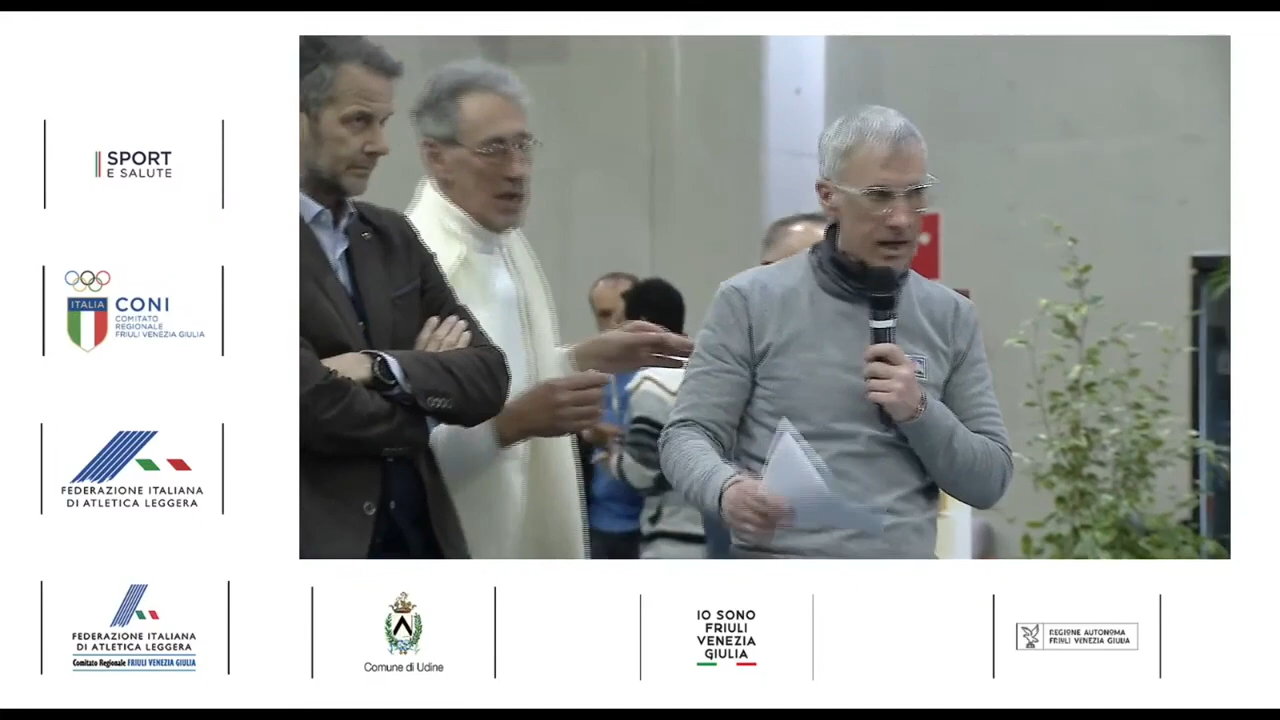 SPORT
E SALUTE
ITALIA
CONI
COMITATO
REGIONALE
FRIULI VENEZIA GIULIA
FEDERAZIONE ITALIANA
DI ATLETICA LEGGERA
FEDERAZIONE ITALIANA
DI ATLETICA LEGGERA
Comitato Regionale FRIULI VENEZIA GIULIA
Comune di Udine
IO SONO
FRIULI
VENEZIA
GIULIA
REGIONE AUTONOMA
FRIULI VENEZIA GIULIA